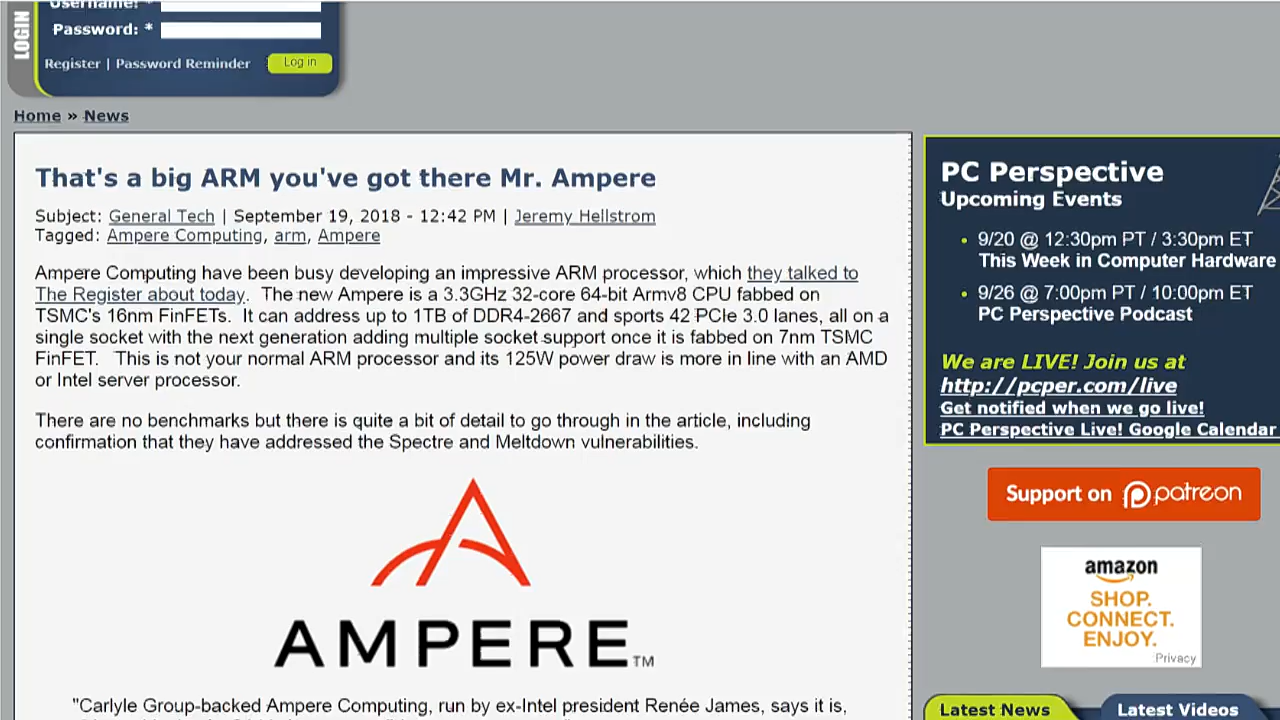 LOGIN
Username: *
Password: *
Register | Password Reminder
Log in
Home » News
That's a big ARM you've got there Mr. Ampere
Subject: General Tech | September 19, 2018 - 12:42 PM | Jeremy Hellstrom
Tagged: Ampere Computing, arm, Ampere
Ampere Computing have been busy developing an impressive ARM processor, which they talked to
The Register about today. The new Ampere is a 3.3GHz 32-core 64-bit Armv8 CPU fabbed on
TSMC's 16nm FinFETs. It can address up to 1TB of DDR4-2667 and sports 42 PCIe 3.0 lanes, all on a
single socket with the next generation adding multiple socket support once it is fabbed on 7nm TSMC
FinFET. This is not your normal ARM processor and its 125W power draw is more in line with an AMD
or Intel server processor.
There are no benchmarks but there is quite a bit of detail to go through in the article, including
confirmation that they have addressed the Spectre and Meltdown vulnerabilities.
AMPERE™
"Carlyle Group-backed Ampere Computing, run by ex-Intel president Renée James, says it is,
PC Perspective
Upcoming Events
• 9/20 @ 12:30pm PT / 3:30pm ET
This Week in Computer Hardware
• 9/26 @ 7:00pm PT / 10:00pm ET
PC Perspective Podcast
We are LIVE! Join us at
http://pcper.com/live
Get notified when we go live!
PC Perspective Live! Google Calendar
Support on patreon
amazon
SHOP.
CONNECT.
ENJOY.
Privacy
Latest News
Latest Videos